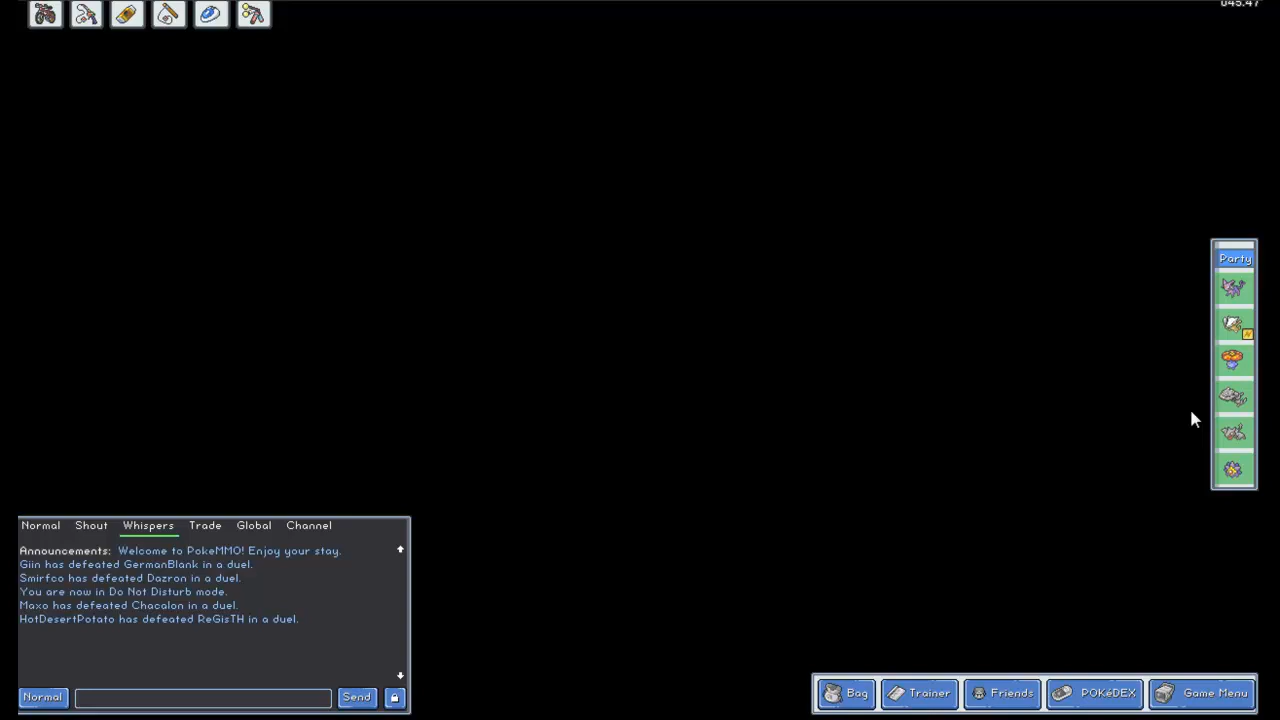 Party
Normal Shout Whispers Trade Global Channel
Announcements: Welcome to PokeMMO! Enjoy your stay.
Giin has defeated GermanBlank in a duel.
Smirfco has defeated Dazron in a duel.
You are now in Do Not Disturb mode.
Maxo has defeated Chacalon in a duel.
HotDesertPotato has defeated ReGisTH in a duel.
Normal Send
Bag Trainer Friends POKéDEX Game Menu